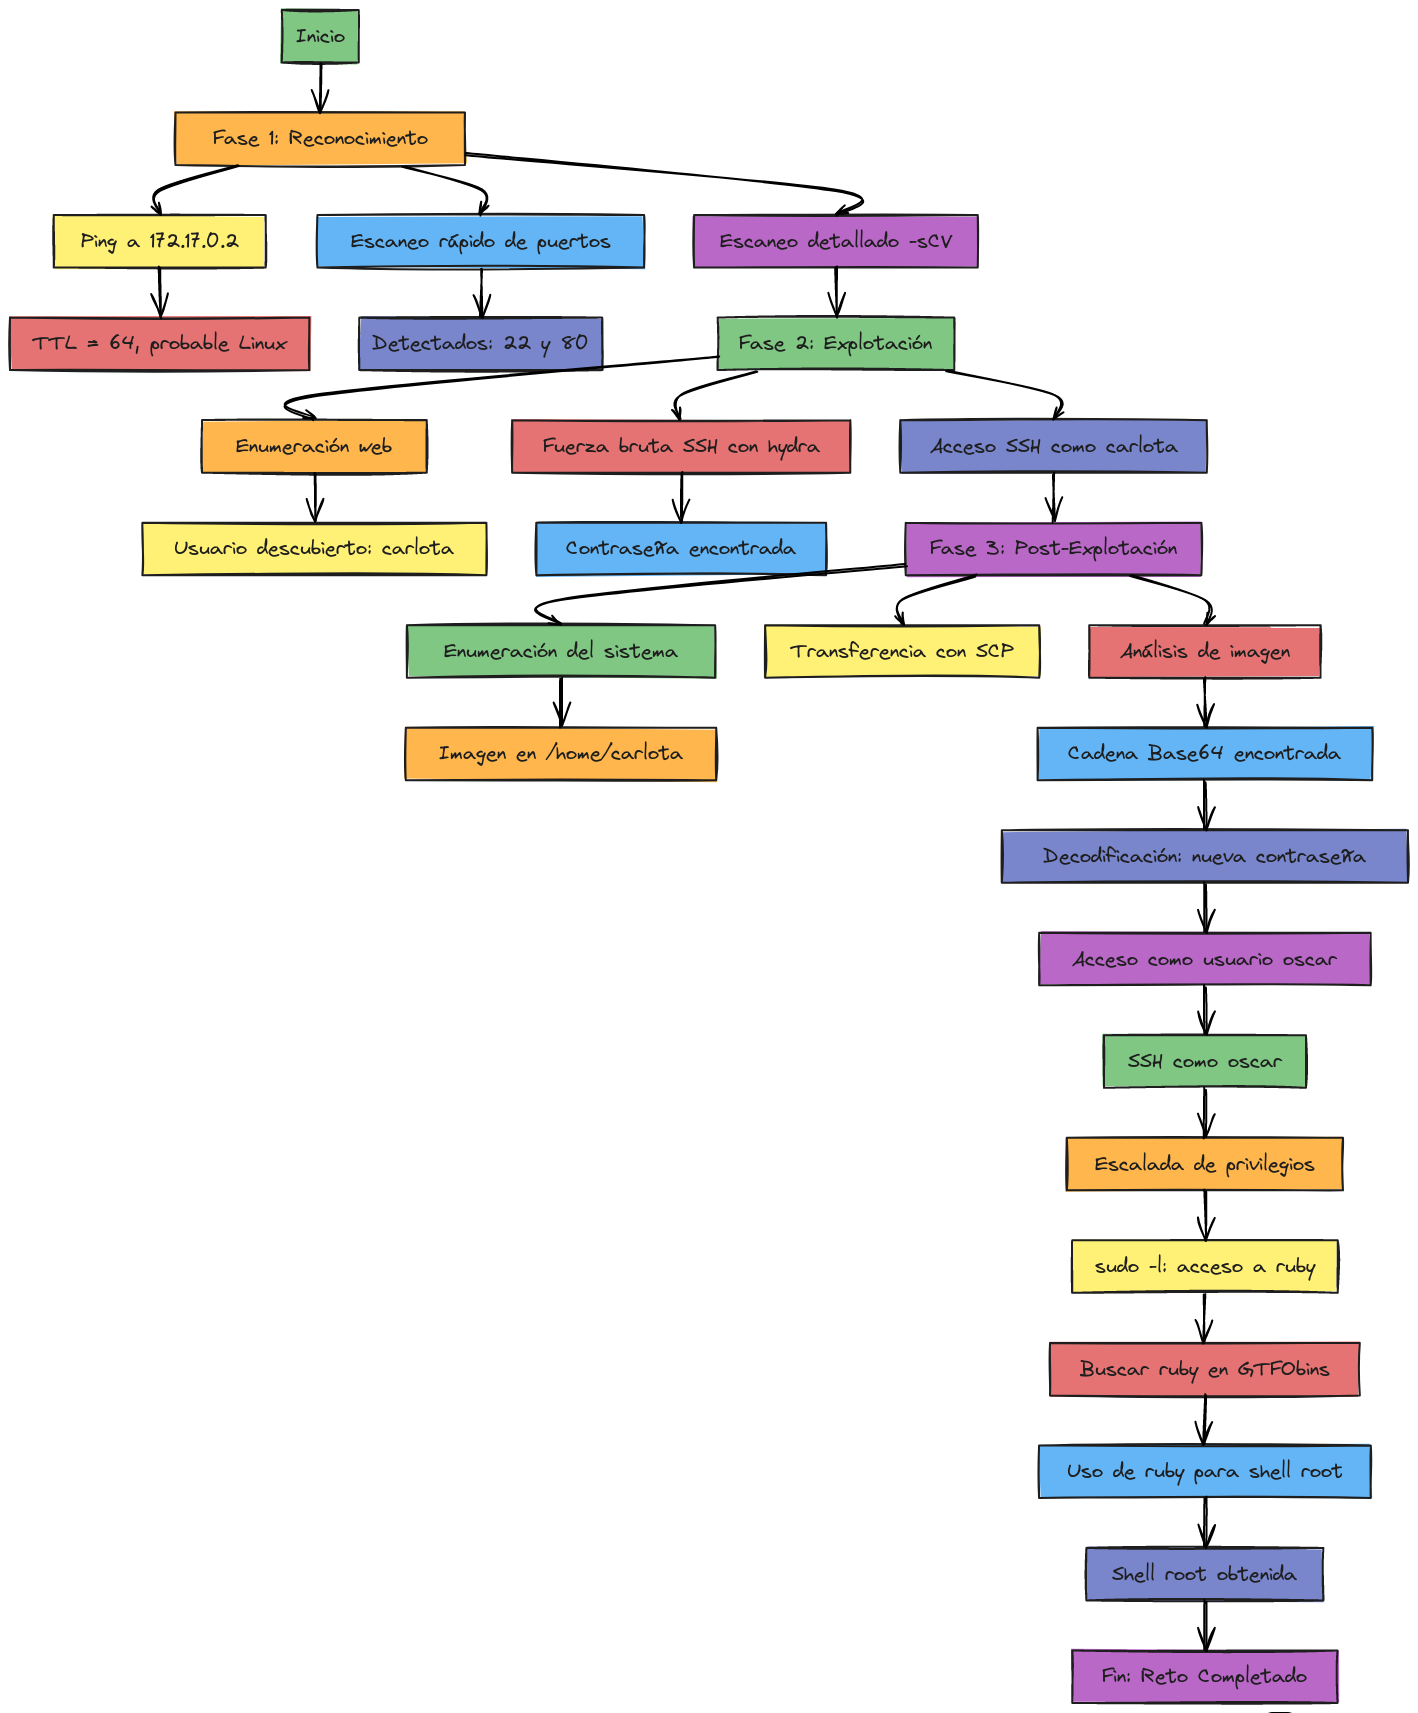 Inicio
Fase 1: Reconocimiento
Ping a 172.17.0.2
Escaneo rápido de puertos
Escaneo detallado -sCV
TTL = 64, probable Linux
Detectados: 22 y 80
Fase 2: Explotación
Enumeración web
Fuerza bruta SSH con hydra
Acceso SSH como carlota
Usuario descubierto: carlota
Contraseña encontrada
Fase 3: Post-Explotación
Enumeración del sistema
Transferencia con SCP
Análisis de imagen
Imagen en /home/carlota
Cadena Base64 encontrada
Decodificación: nueva contraseña
Acceso como usuario oscar
SSH como oscar
Escalada de privilegios
sudo -l: acceso a ruby
Buscar ruby en GTFObins
Uso de ruby para shell root
Shell root obtenida
Fin: Reto Completado